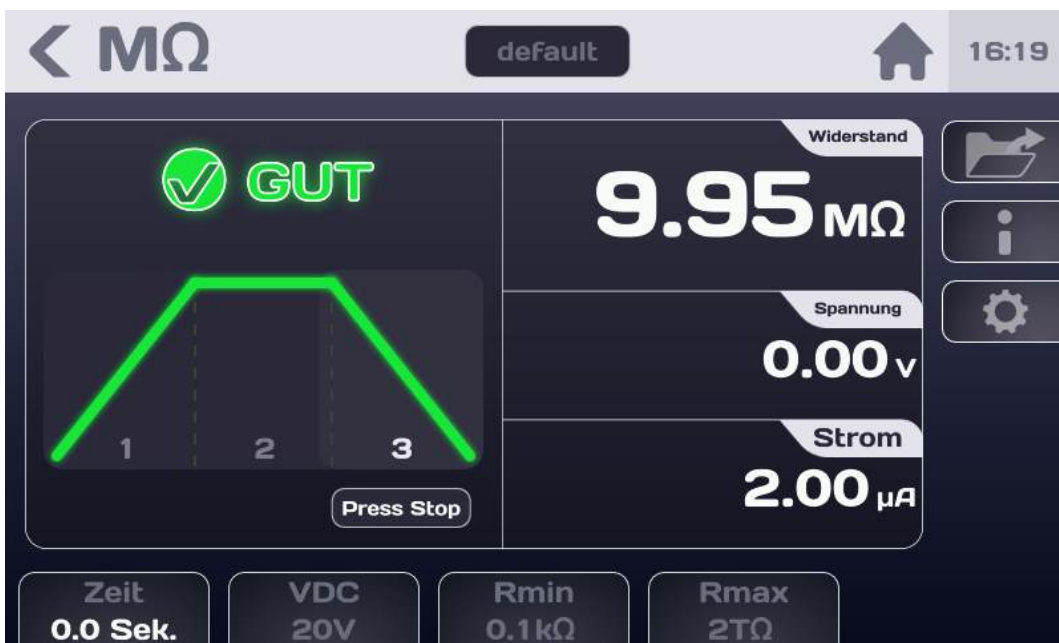 MΩ
default
16:19
GUT
1
2
3
Press Stop
Widerstand
9.95 MΩ
Spannung
0.00 V
Strom
2.00 µA
Zeit
0.0 Sek.
VDC
20V
Rmin
0.1kΩ
Rmax
2TΩ